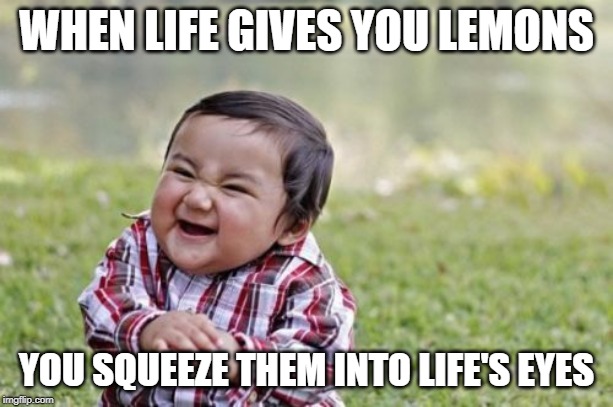 WHEN LIFE GIVES YOU LEMONS
YOU SQUEEZE THEM INTO LIFE'S EYES
imgflip.com